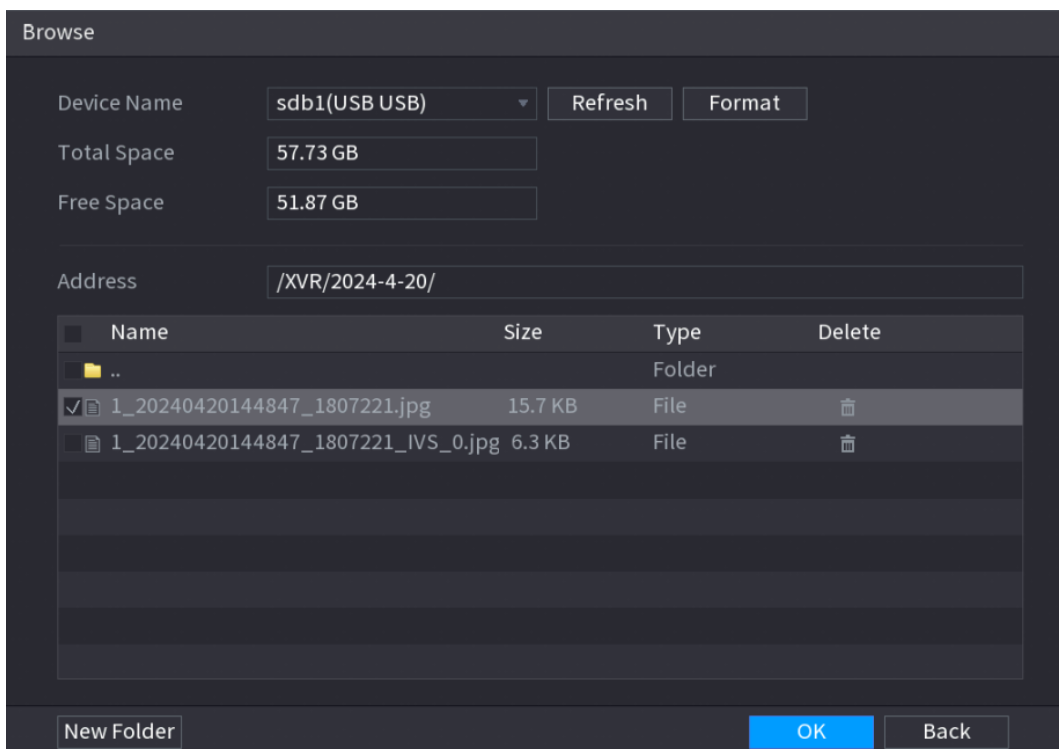 Browse
Device Name sdb1(USB USB) Refresh Format
Total Space 57.73 GB
Free Space 51.87 GB
Address /XVR/2024-4-20/
Name Size Type Delete
.. Folder
1_20240420144847_1807221.jpg 15.7 KB File
1_20240420144847_1807221_IVS_0.jpg 6.3 KB File
New Folder OK Back